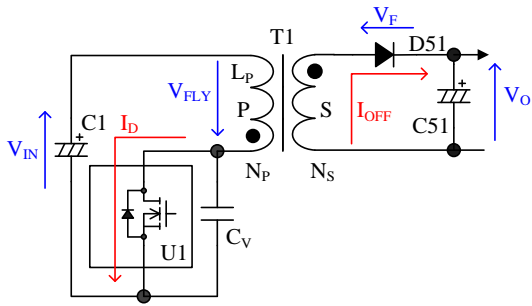 T1
V_F
D51
L_P
V_FLY
P
S
I_OFF
C51
V_O
C1
I_D
V_IN
N_P
N_S
U1
C_V
+
+